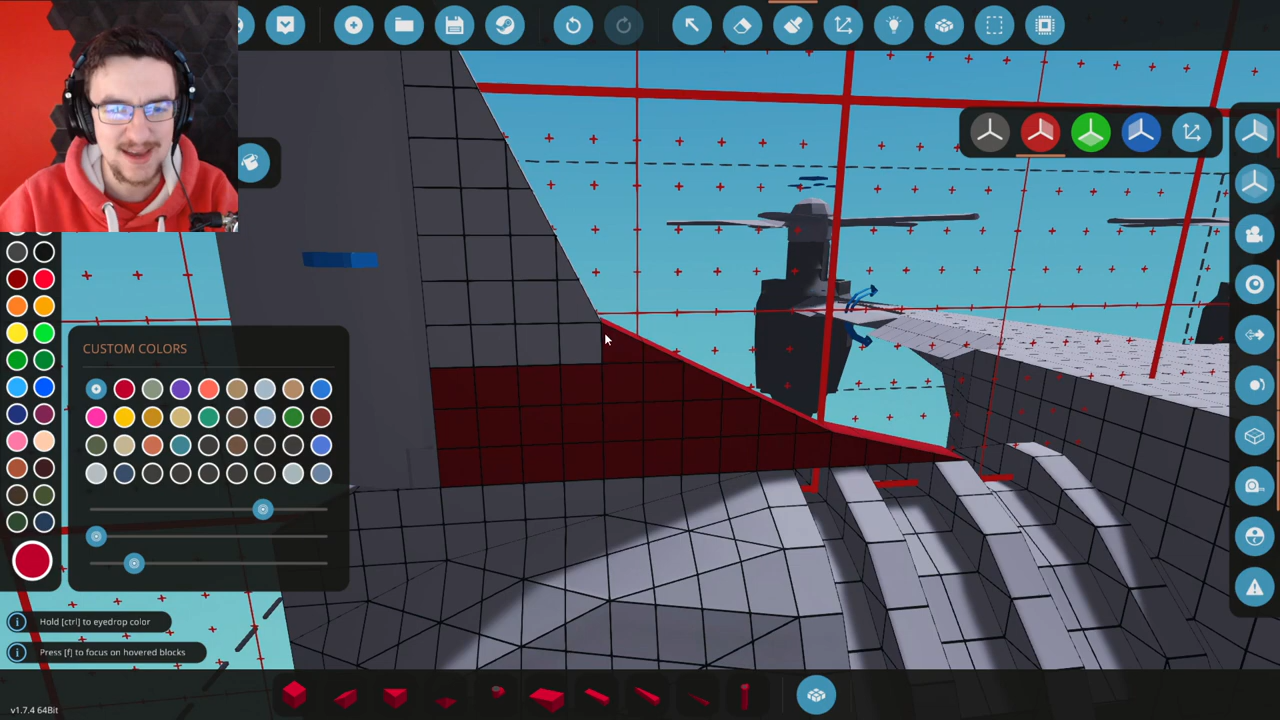 CUSTOM COLORS
Hold [ctrl] to eyedrop color
Press [f] to focus on hovered blocks
v1.7.4 64Bit